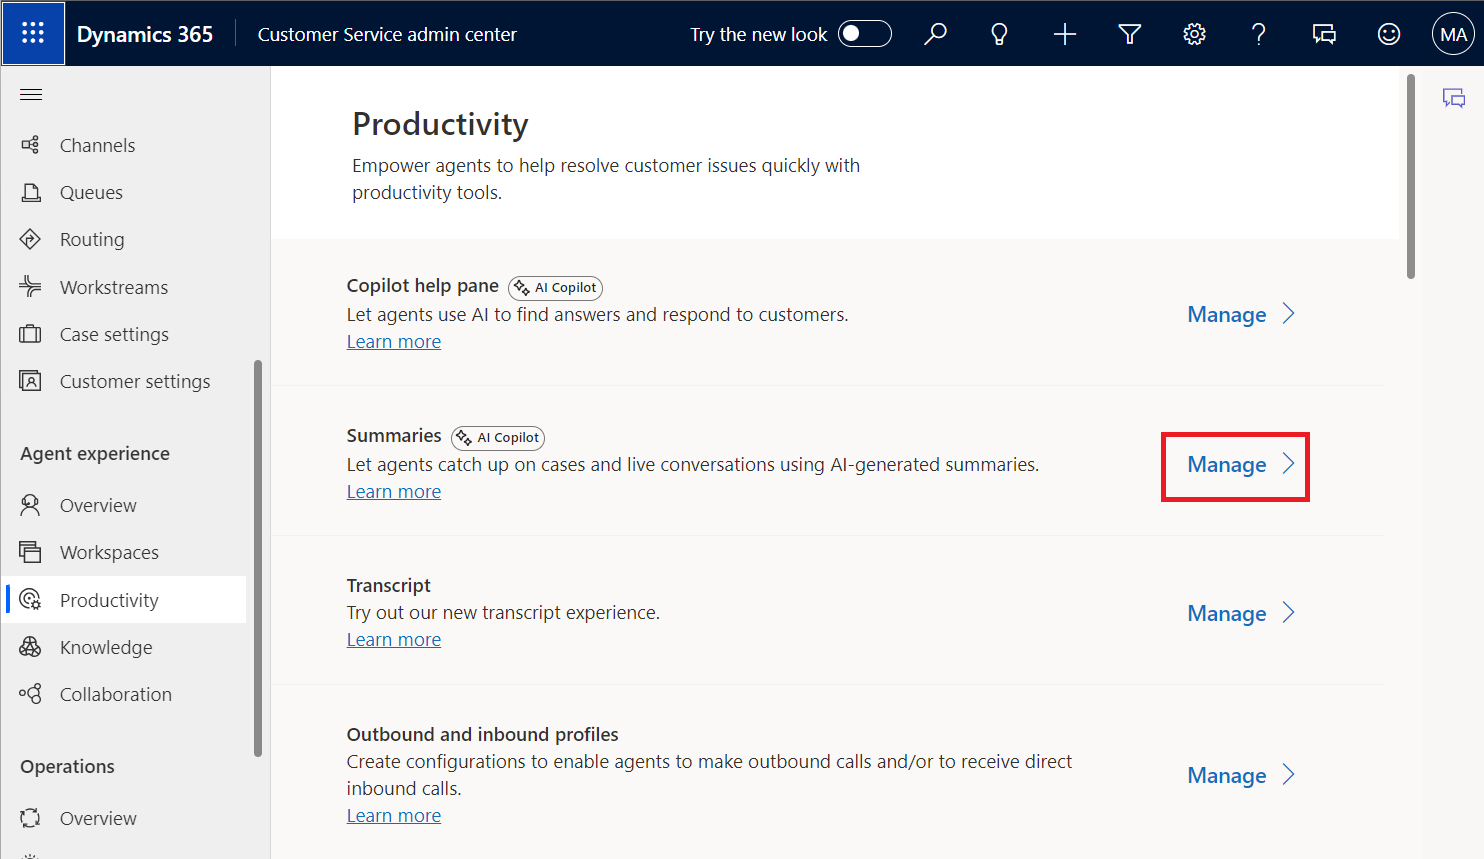 Dynamics 365
Customer Service admin center
Try the new look
MA
Channels
Queues
Routing
Workstreams
Case settings
Customer settings
Agent experience
Overview
Workspaces
Productivity
Knowledge
Collaboration
Operations
Overview
Productivity
Empower agents to help resolve customer issues quickly with
productivity tools.
Copilot help pane AI Copilot
Let agents use AI to find answers and respond to customers.
Learn more
Manage
Summaries AI Copilot
Let agents catch up on cases and live conversations using AI-generated summaries.
Learn more
Manage
Transcript
Try out our new transcript experience.
Learn more
Manage
Outbound and inbound profiles
Create configurations to enable agents to make outbound calls and/or to receive direct
inbound calls.
Learn more
Manage